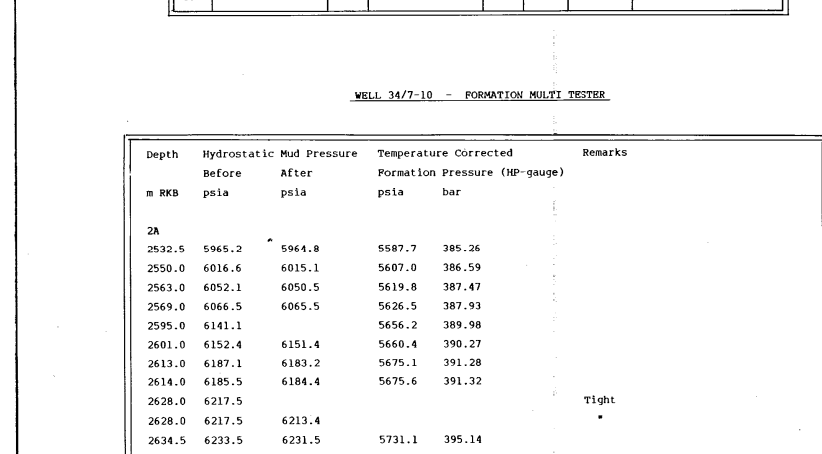 WELL 34/7-10 - FORMATION MULTI TESTER
Depth Hydrostatic Mud Pressure Temperature Corrected Remarks
Before After Formation Pressure (HP-gauge)
m RKB psia psia psia bar
2A
2532.5 5965.2 5964.8 5587.7 385.26
2550.0 6016.6 6015.1 5607.0 386.59
2563.0 6052.1 6050.5 5619.8 387.47
2569.0 6066.5 6065.5 5626.5 387.93
2595.0 6141.1 5656.2 389.98
2601.0 6152.4 6151.4 5660.4 390.27
2613.0 6187.1 6183.2 5675.1 391.28
2614.0 6185.5 6184.4 5675.6 391.32
2628.0 6217.5 Tight
2628.0 6217.5 6213.4 "
2634.5 6233.5 6231.5 5731.1 395.14